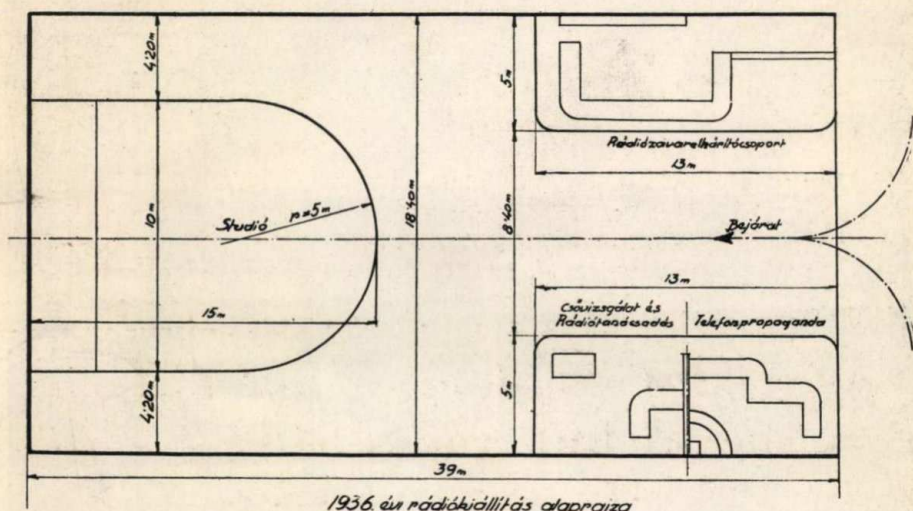 4·20m
5m
Rádiózavarelhárítócsoport
13m
10m
Studió
r=5m
18·40m
8·40m
Bejárat
13m
15m
Csővizsgálat és
Rádiótanácsadás
Telefonpropaganda
4·20m
5m
39m
1936. évi rádiókiállítás alaprajza